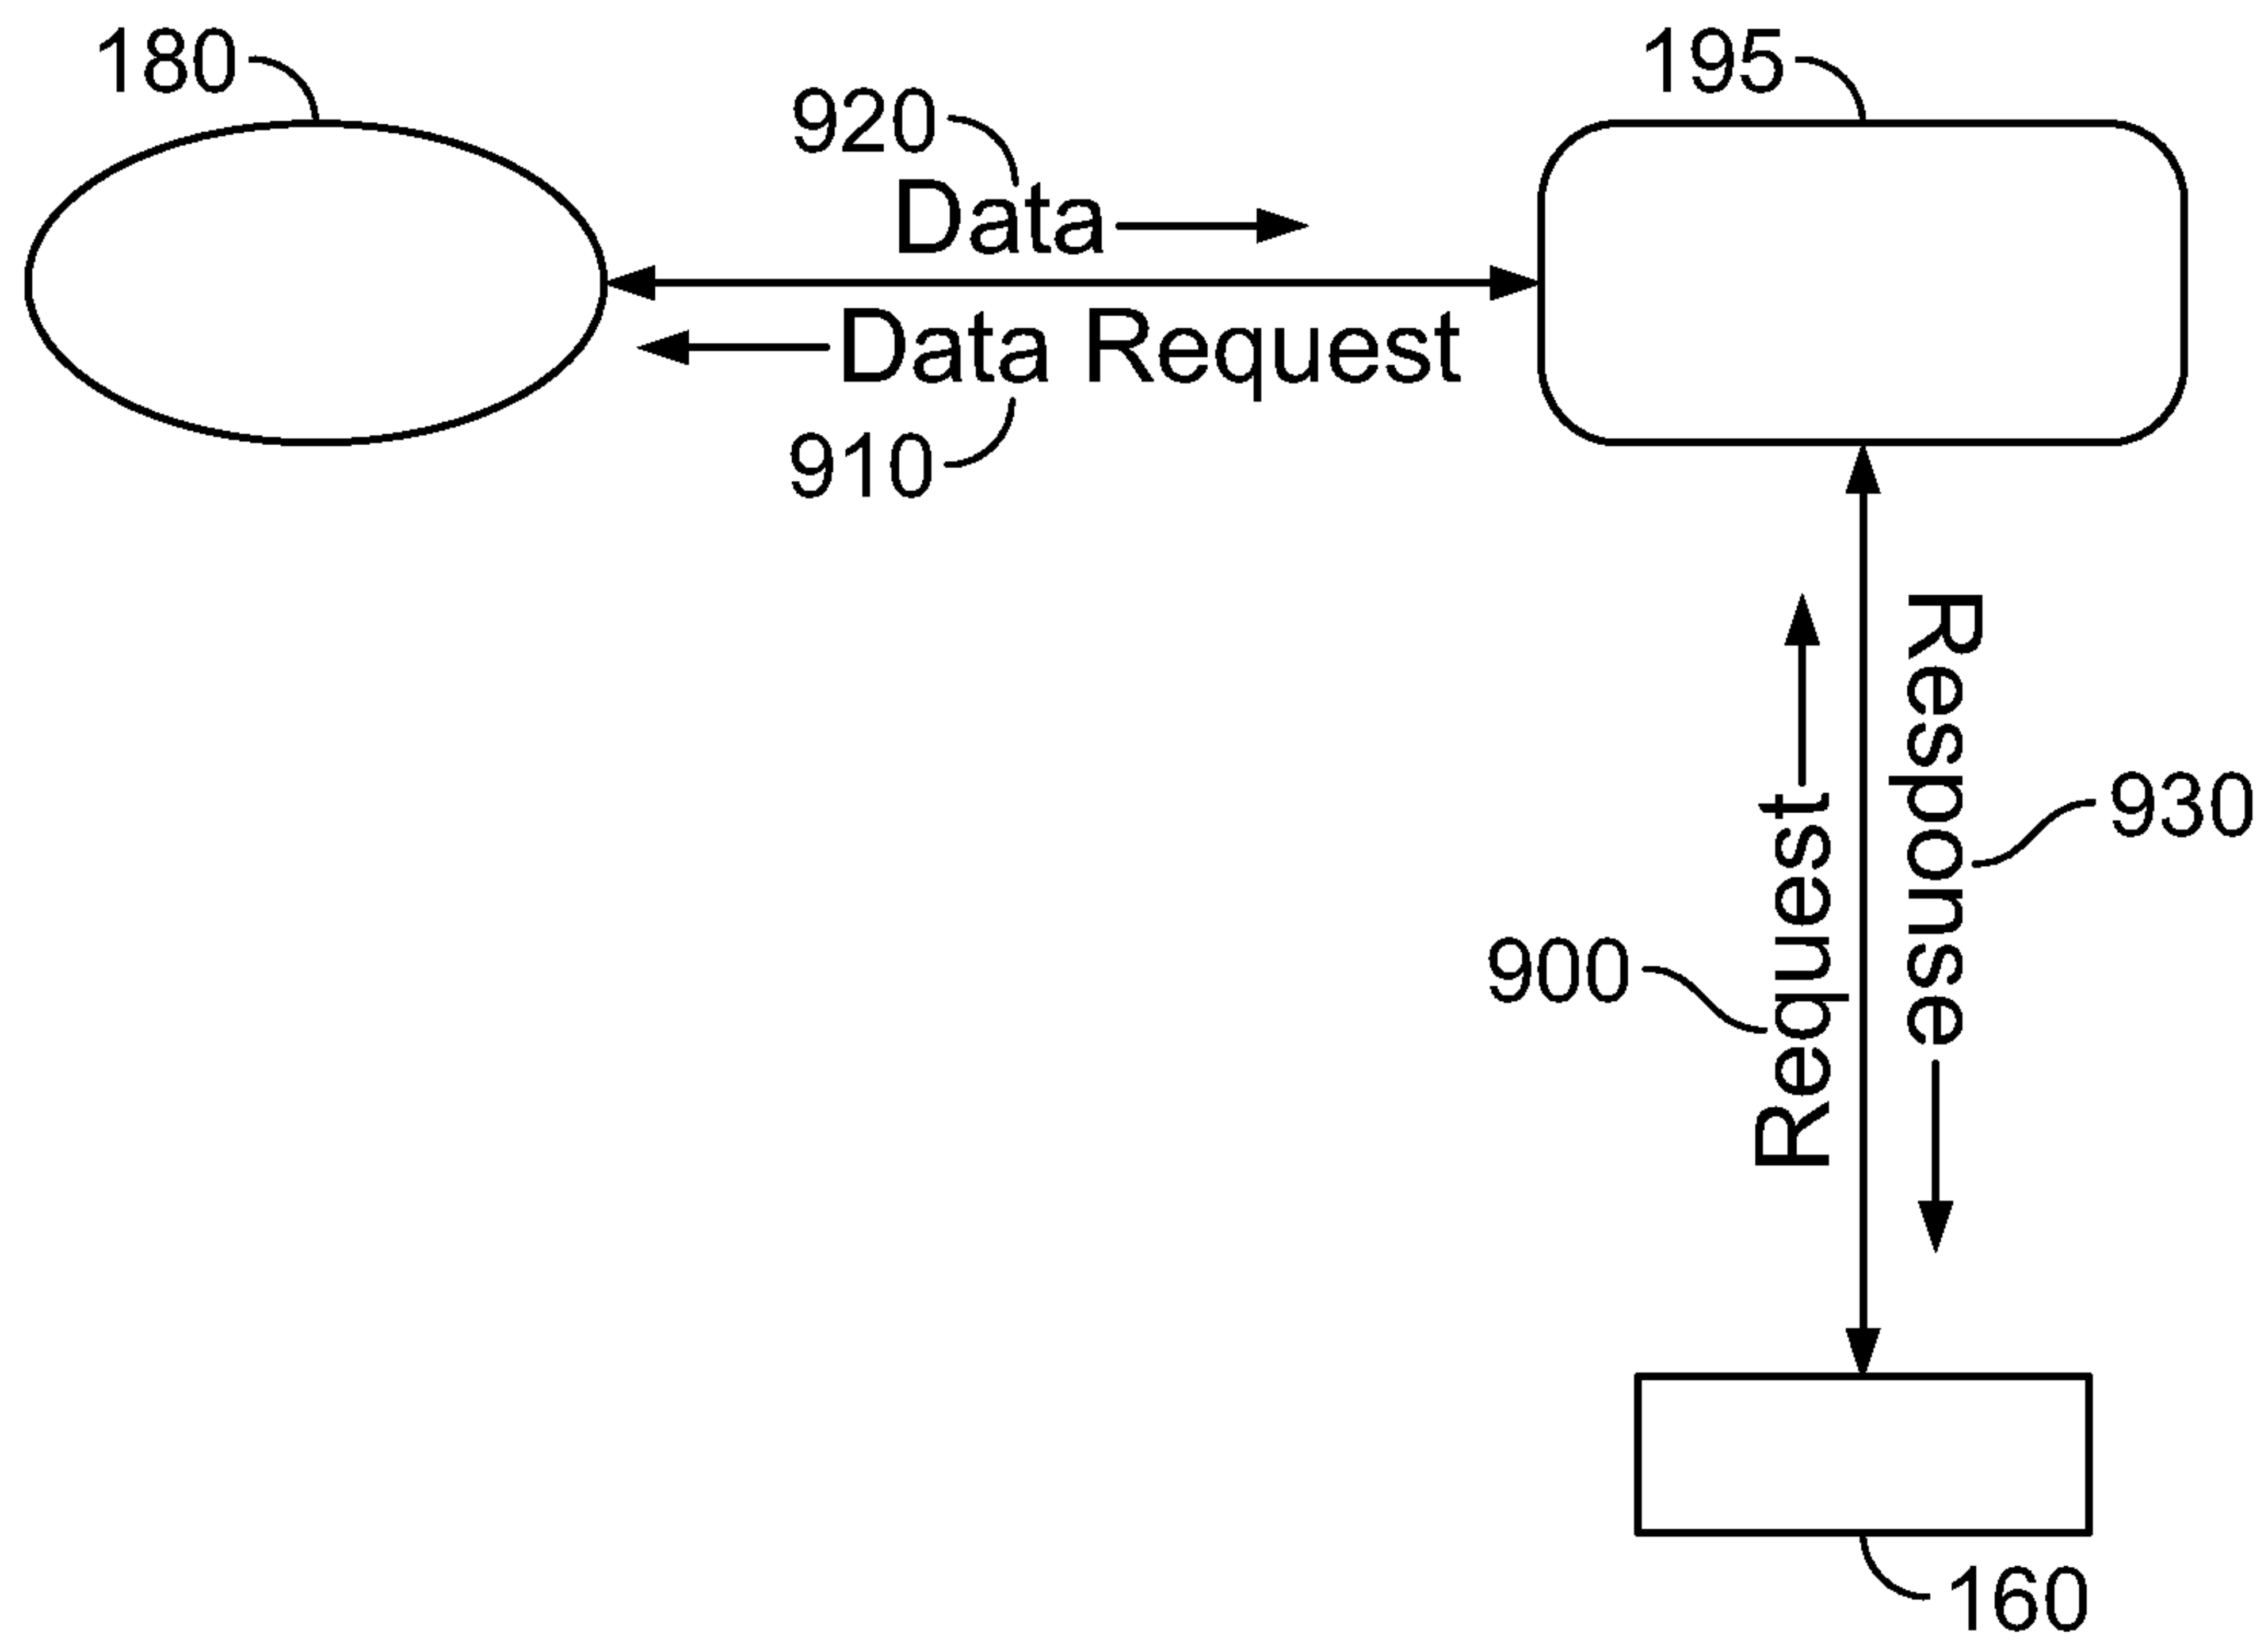 180
195
920
Data
Data Request
910
Response
930
Request
900
160